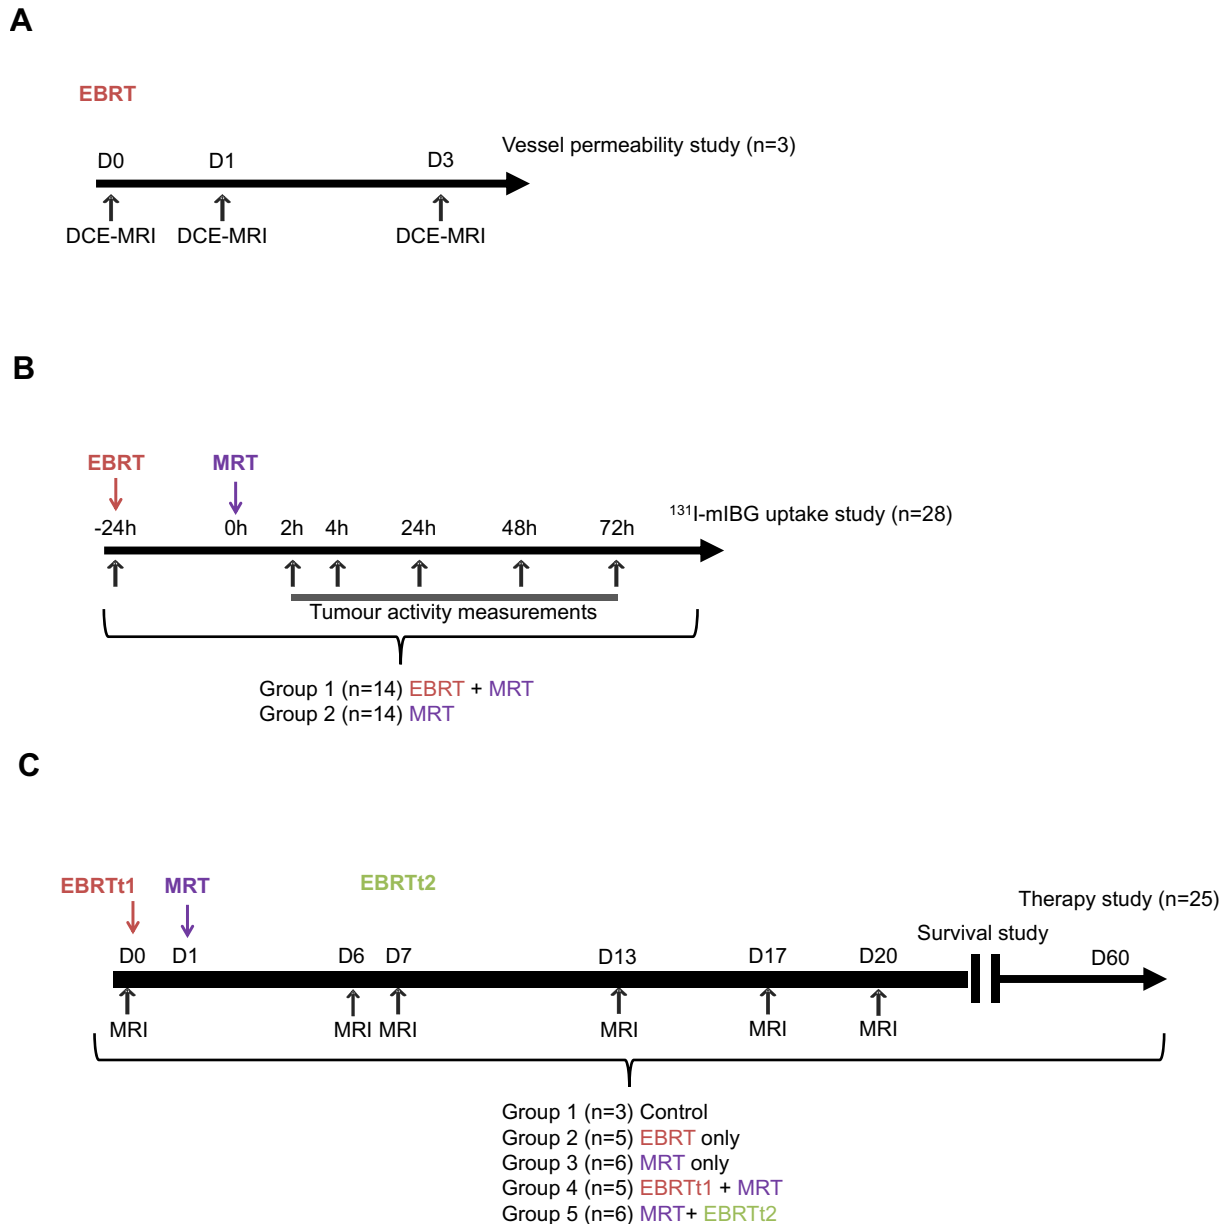 A
EBRT
Vessel permeability study (n=3)
D0 D1 D3
DCE-MRI DCE-MRI DCE-MRI
B
EBRT MRT
-24h 0h 2h 4h 24h 48h 72h
¹³¹I-mIBG uptake study (n=28)
Tumour activity measurements
Group 1 (n=14) EBRT + MRT
Group 2 (n=14) MRT
C
EBRTt1 MRT EBRTt2
Therapy study (n=25)
Survival study
D0 D1 D6 D7 D13 D17 D20 D60
MRI MRI MRI MRI MRI MRI
Group 1 (n=3) Control
Group 2 (n=5) EBRT only
Group 3 (n=6) MRT only
Group 4 (n=5) EBRTt1 + MRT
Group 5 (n=6) MRT+ EBRTt2